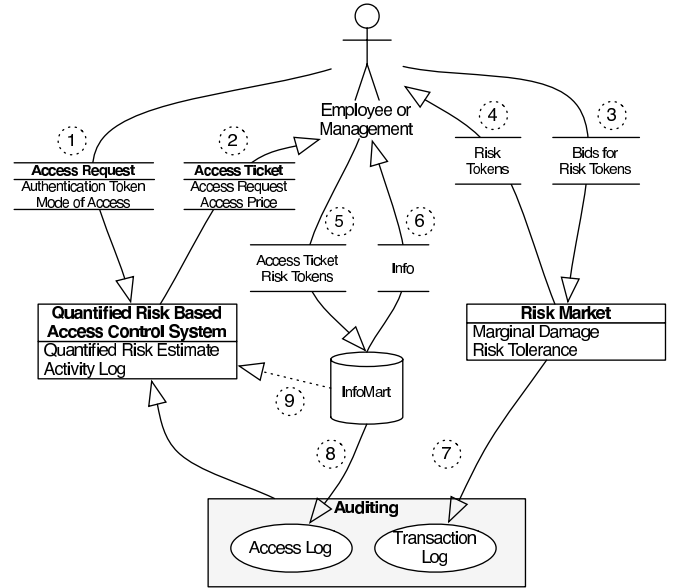 Employee or
Management
1
Access Request
Authentication Token
Mode of Access
2
Access Ticket
Access Request
Access Price
4
Risk
Tokens
3
Bids for
Risk Tokens
5
Access Ticket
Risk Tokens
6
Info
Quantified Risk Based
Access Control System
Quantified Risk Estimate
Activity Log
Risk Market
Marginal Damage
Risk Tolerance
InfoMart
9
8
7
Auditing
Access Log
Transaction
Log